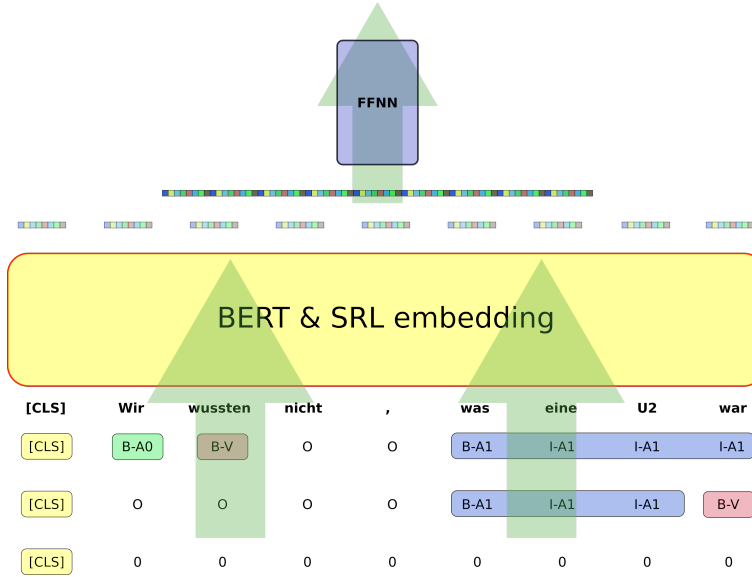 FFNN
BERT & SRL embedding
[CLS] Wir wussten nicht , was eine U2 war
[CLS] B-A0 B-V O O B-A1 I-A1 I-A1 I-A1
[CLS] O O O O B-A1 I-A1 I-A1 B-V
[CLS] 0 0 0 0 0 0 0 0